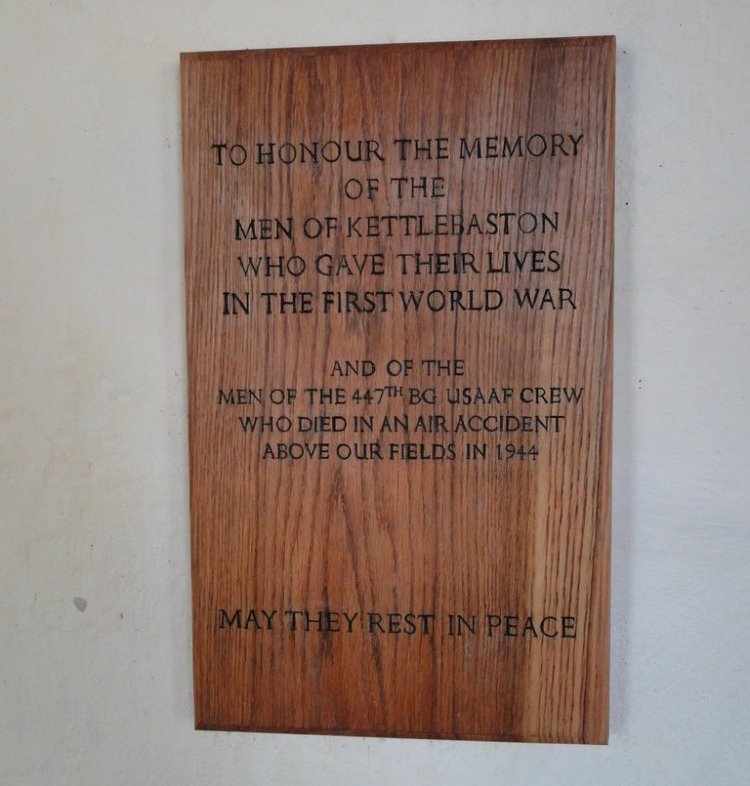 TO HONOUR THE MEMORY
OF THE
MEN OF KETTLEBASTON
WHO GAVE THEIR LIVES
IN THE FIRST WORLD WAR
AND OF THE
MEN OF THE 447TH BG USAAF CREW
WHO DIED IN AN AIR ACCIDENT
ABOVE OUR FIELDS IN 1944
MAY THEY REST IN PEACE